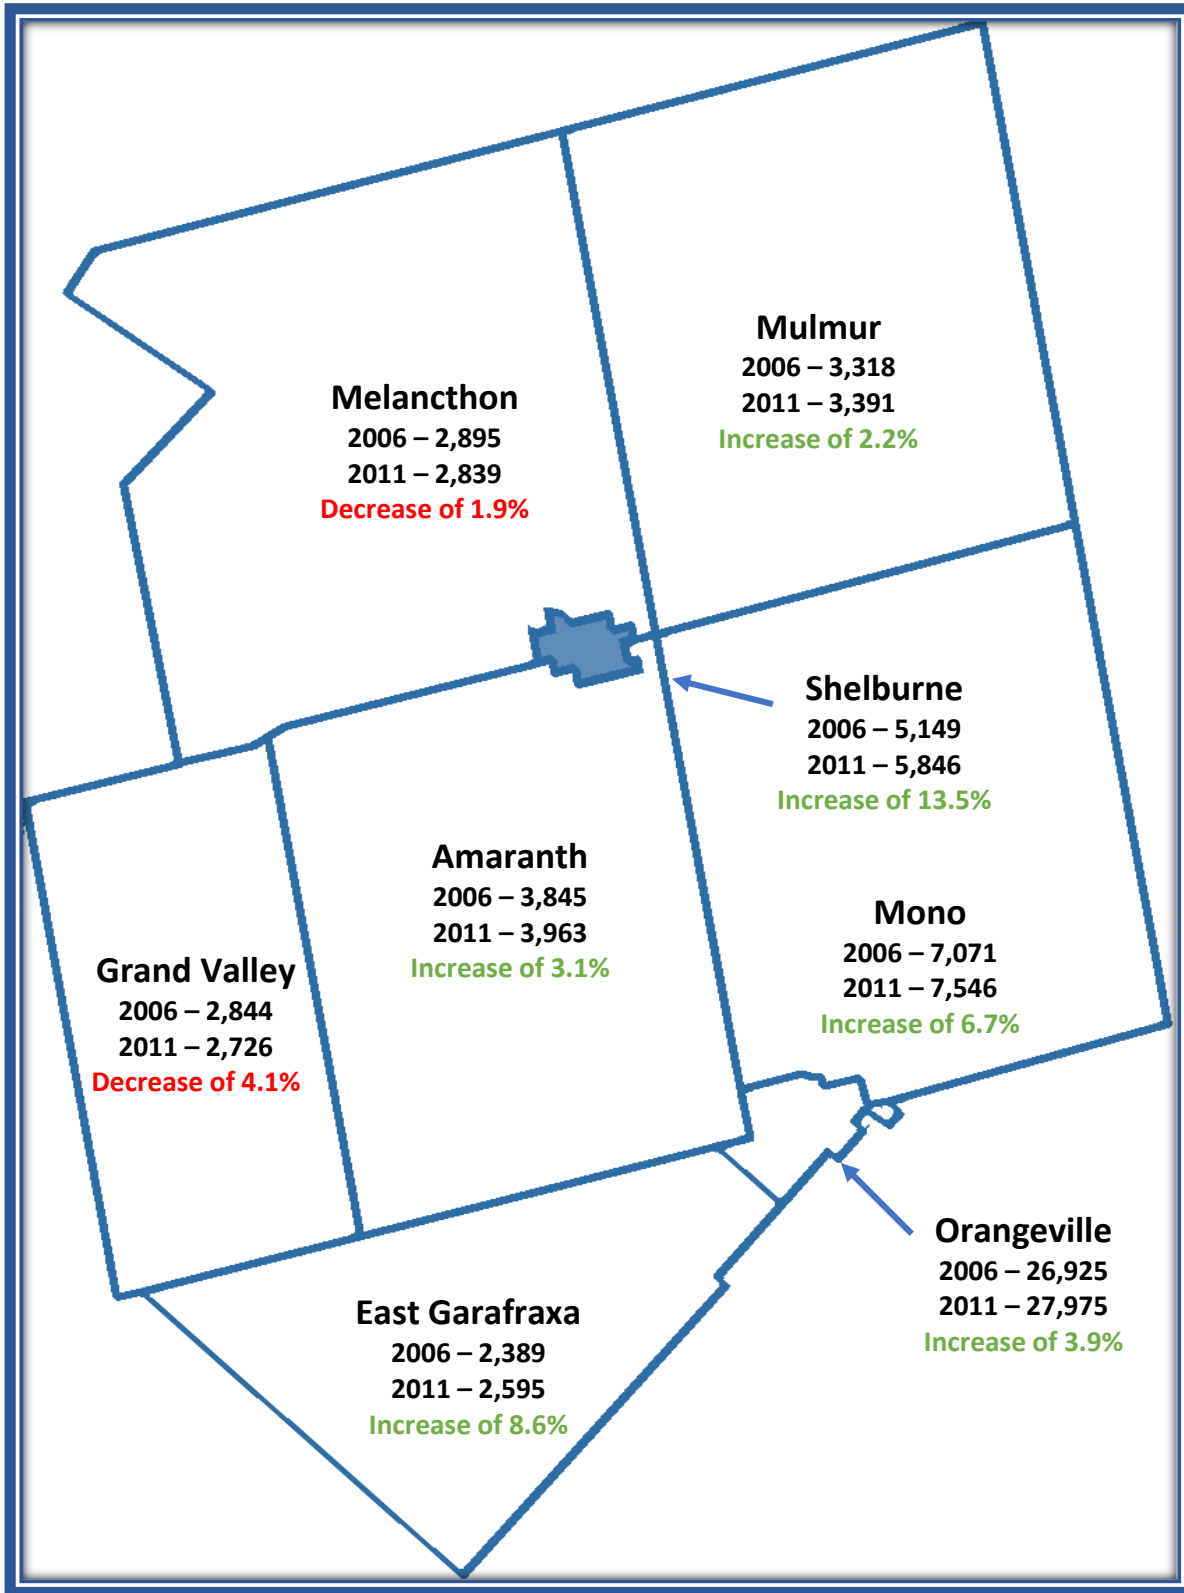 Mulmur
2006 – 3,318
2011 – 3,391
Increase of 2.2%
Melancthon
2006 – 2,895
2011 – 2,839
Decrease of 1.9%
Shelburne
2006 – 5,149
2011 – 5,846
Increase of 13.5%
Amaranth
2006 – 3,845
2011 – 3,963
Increase of 3.1%
Mono
2006 – 7,071
2011 – 7,546
Increase of 6.7%
Grand Valley
2006 – 2,844
2011 – 2,726
Decrease of 4.1%
Orangeville
2006 – 26,925
2011 – 27,975
Increase of 3.9%
East Garafraxa
2006 – 2,389
2011 – 2,595
Increase of 8.6%